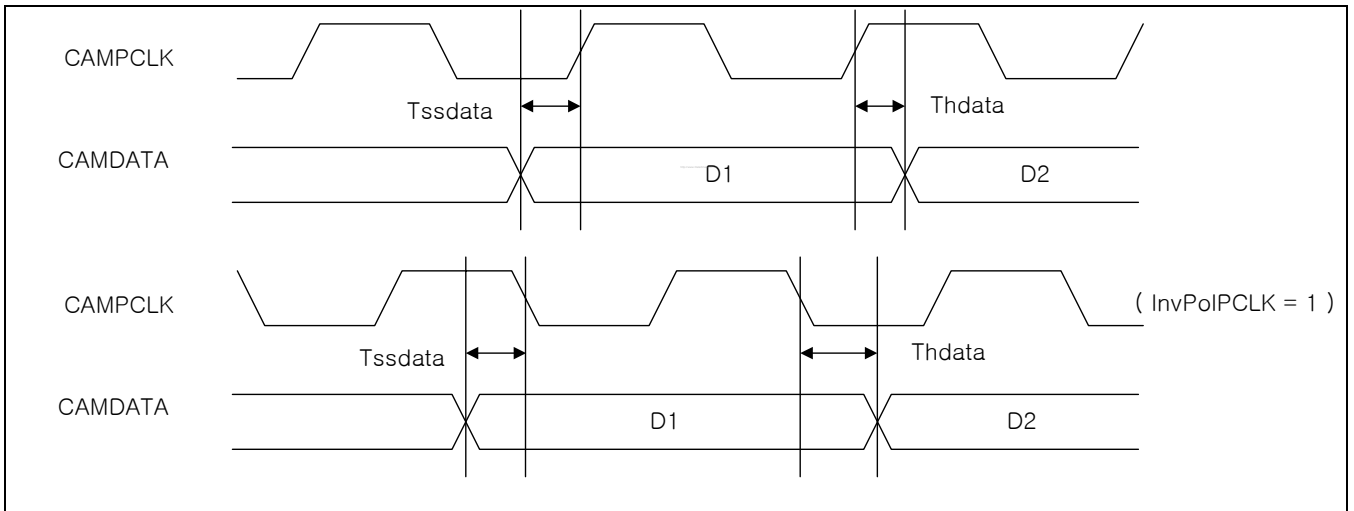 CAMPCLK
Tssdata
Thdata
CAMDATA
D1
D2
CAMPCLK
( InvPolPCLK = 1 )
Tssdata
Thdata
CAMDATA
D1
D2